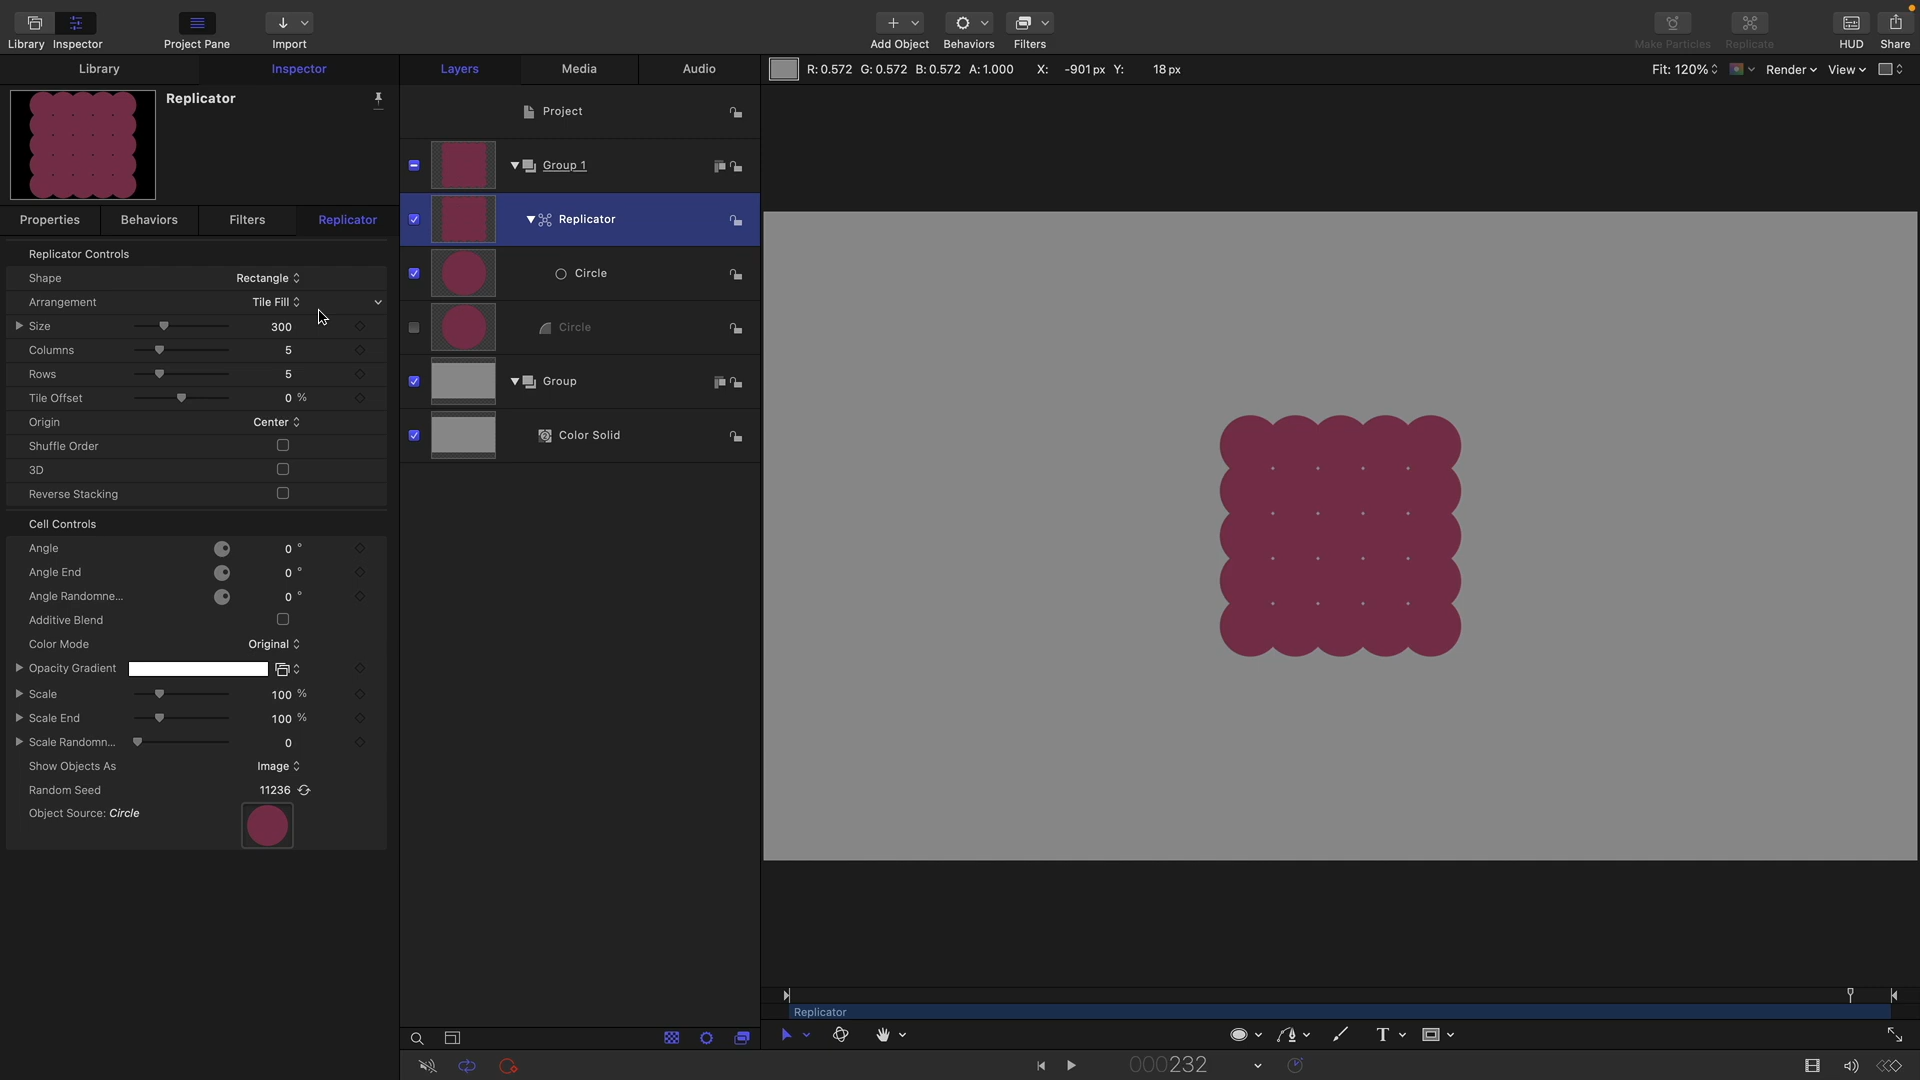 Library Inspector
Project Pane
Import
Add Object
Behaviors
Filters
Make Particles
Replicate
HUD
Share
Library
Inspector
Layers
Media
Audio
R: 0.572 G: 0.572 B: 0.572 A: 1.000 X: -901 px Y: 18 px
Fit: 120%
Render
View
Replicator
Properties
Behaviors
Filters
Replicator
Replicator Controls
Shape Rectangle
Arrangement Tile Fill
Size 300
Columns 5
Rows 5
Tile Offset 0 %
Origin Center
Shuffle Order
3D
Reverse Stacking
Cell Controls
Angle 0 °
Angle End 0 °
Angle Randomne... 0 °
Additive Blend
Color Mode Original
Opacity Gradient
Scale 100 %
Scale End 100 %
Scale Randomn... 0
Show Objects As Image
Random Seed 11236
Object Source: Circle
Project
Group 1
Replicator
Circle
Circle
Group
Color Solid
Replicator
T
000232